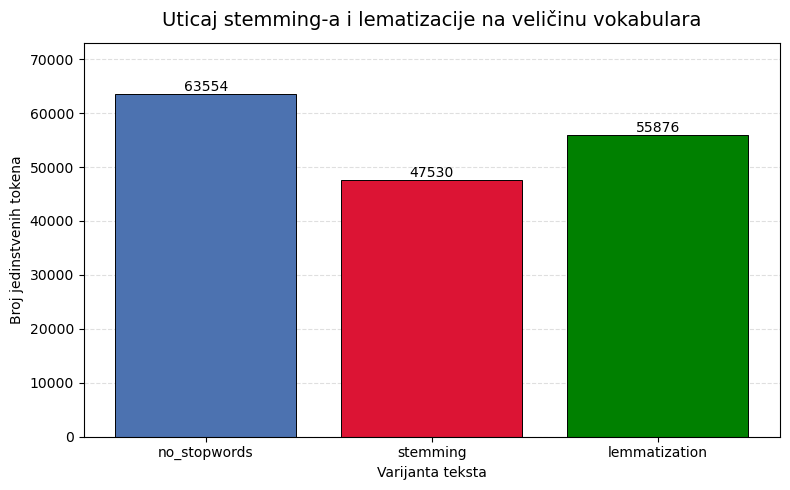 Uticaj stemming-a i lematizacije na veličinu vokabulara
70000
60000
50000
40000
30000
20000
10000
0
Broj jedinstvenih tokena
63554
47530
55876
no_stopwords
stemming
lemmatization
Varijanta teksta